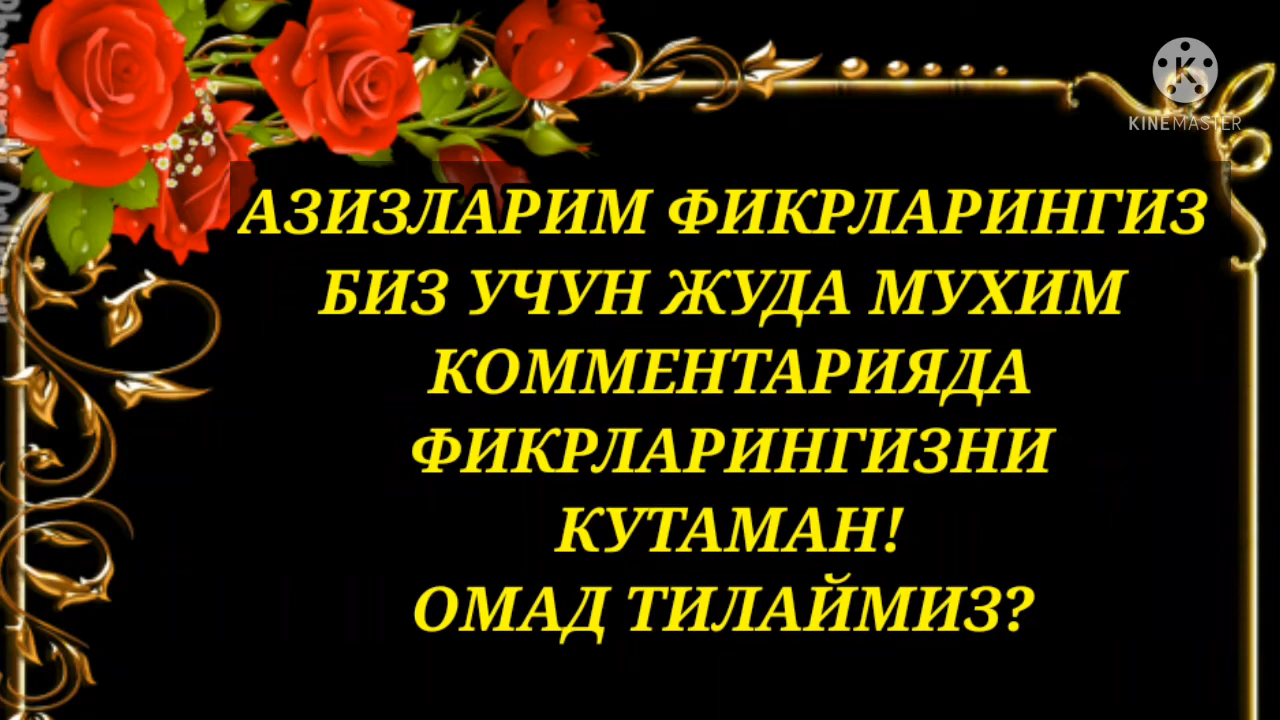 KINEMASTER
АЗИЗЛАРИМ ФИКРЛАРИНГИЗ
БИЗ УЧУН ЖУДА МУХИМ
КОММЕНТАРИЯДА
ФИКРЛАРИНГИЗНИ
КУТАМАН!
ОМАД ТИЛАЙМИЗ?